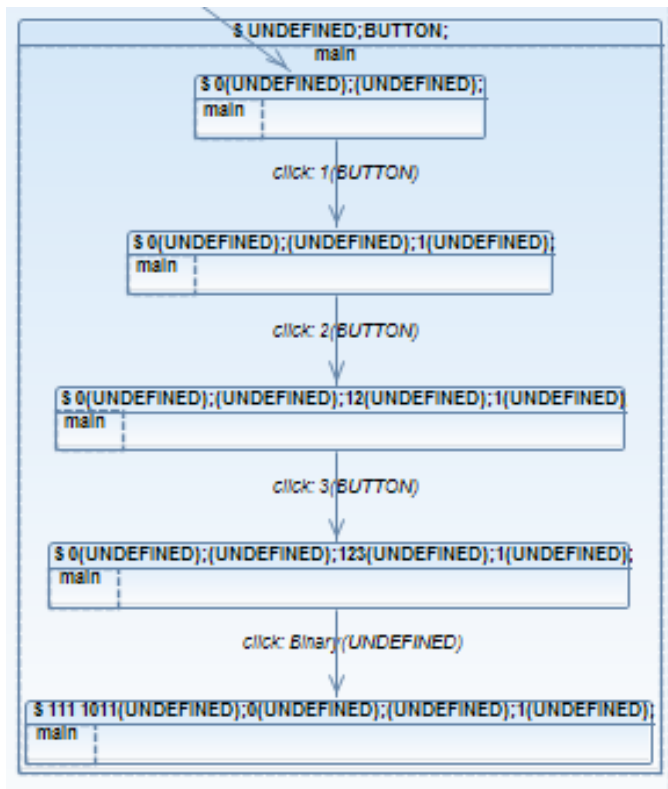 $ UNDEFINED;BUTTON;
main
$ 0(UNDEFINED);(UNDEFINED);
main
click: 1(BUTTON)
$ 0(UNDEFINED);(UNDEFINED);1(UNDEFINED);
main
click: 2(BUTTON)
$ 0(UNDEFINED);(UNDEFINED);12(UNDEFINED);1(UNDEFINED)
main
click: 3(BUTTON)
$ 0(UNDEFINED);(UNDEFINED);123(UNDEFINED);1(UNDEFINED);
main
click: Binary(UNDEFINED)
$ 111 1011(UNDEFINED);0(UNDEFINED);(UNDEFINED);1(UNDEFINED);
main